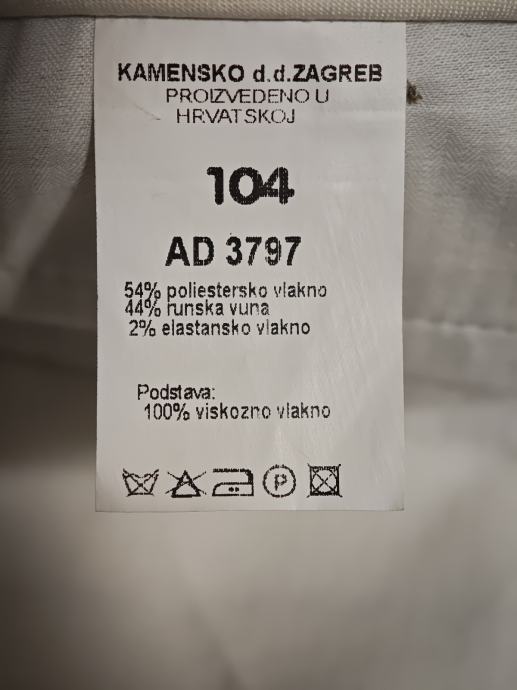 KAMENSKO d.d.ZAGREB
PROIZVEDENO U
HRVATSKOJ
104
AD 3797
54% poliestersko vlakno
44% runska vuna
2% elastansko vlakno
Podstava:
100% viskozno vlakno
P